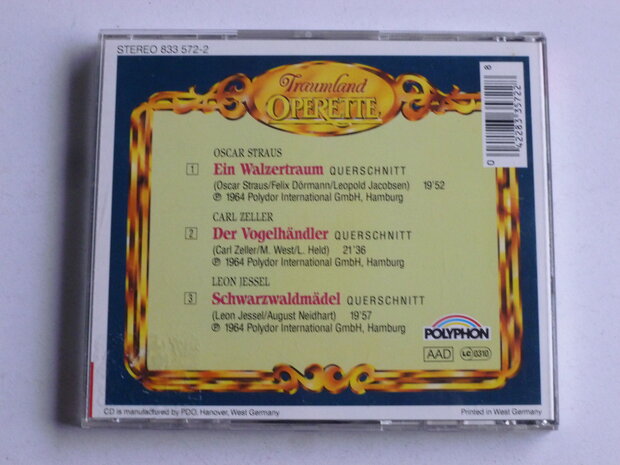 STEREO 833 572-2
Traumland
OPERETTE
0 42283 35722 8
OSCAR STRAUS
1 Ein Walzertraum QUERSCHNITT
(Oscar Straus/Felix Dörmann/Leopold Jacobsen) 19'52
℗ 1964 Polydor International GmbH, Hamburg
CARL ZELLER
2 Der Vogelhändler QUERSCHNITT
(Carl Zeller/M. West/L. Held) 21'36
℗ 1964 Polydor International GmbH, Hamburg
LEON JESSEL
3 Schwarzwaldmädel QUERSCHNITT
(Leon Jessel/August Neidhart) 19'57
℗ 1964 Polydor International GmbH, Hamburg
POLYPHON
AAD LC 0310
CD is manufactured by PDO, Hanover, West Germany
Printed in West Germany